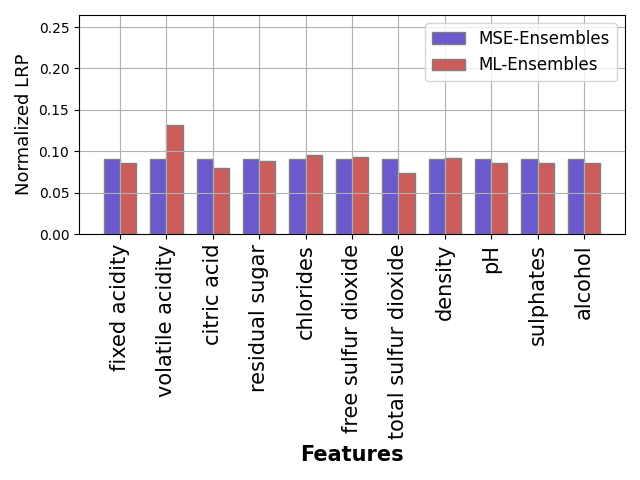 0.25
0.20
0.15
0.10
0.05
0.00
Normalized LRP
MSE-Ensembles
ML-Ensembles
fixed acidity
volatile acidity
citric acid
residual sugar
chlorides
free sulfur dioxide
total sulfur dioxide
density
pH
sulphates
alcohol
Features